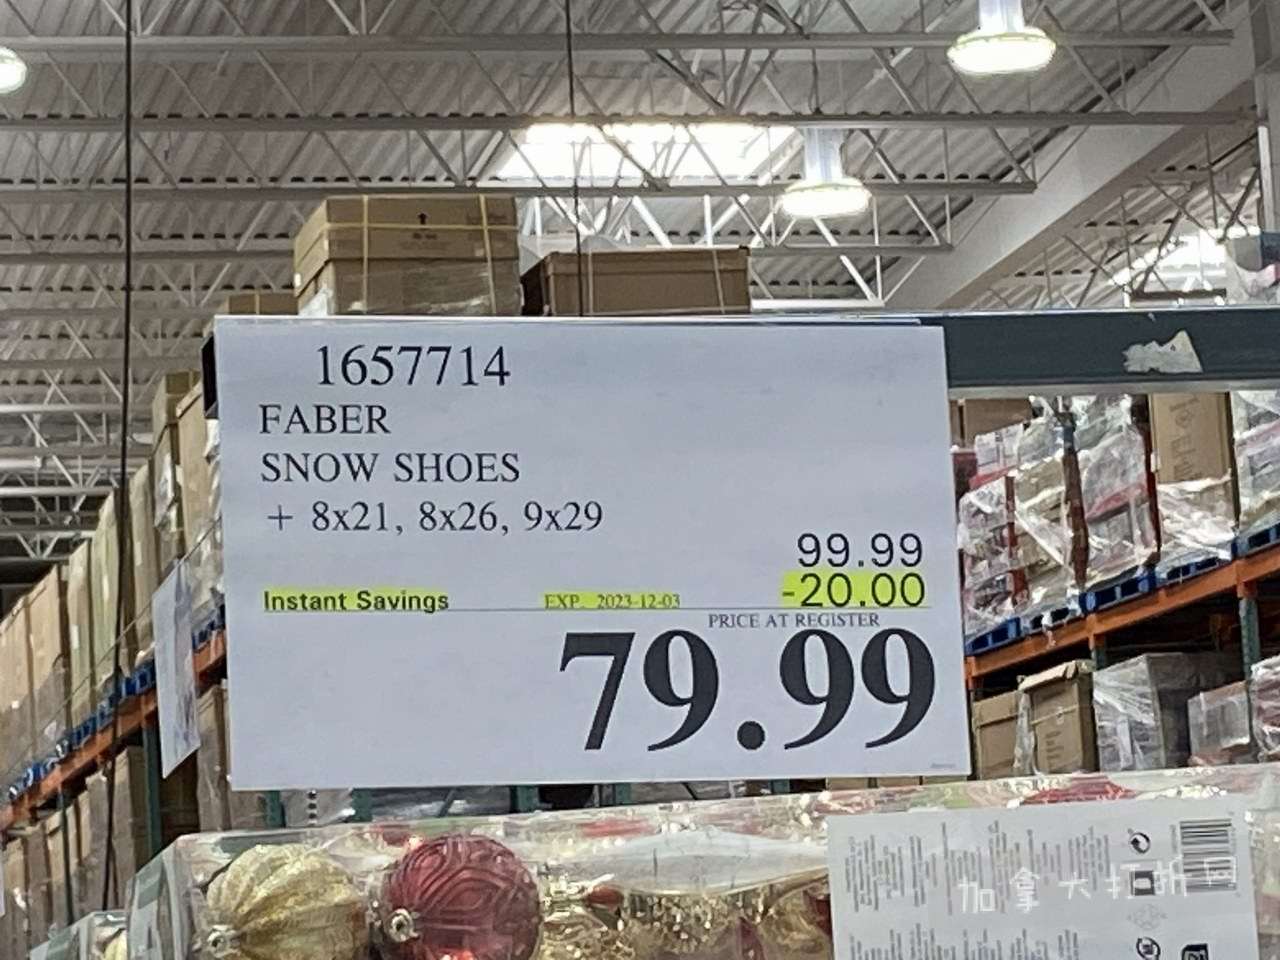 1657714
FABER
SNOW SHOES
+ 8x21, 8x26, 9x29
99.99
Instant Savings EXP. 2023-12-03 -20.00
PRICE AT REGISTER
79.99
加拿大打折网